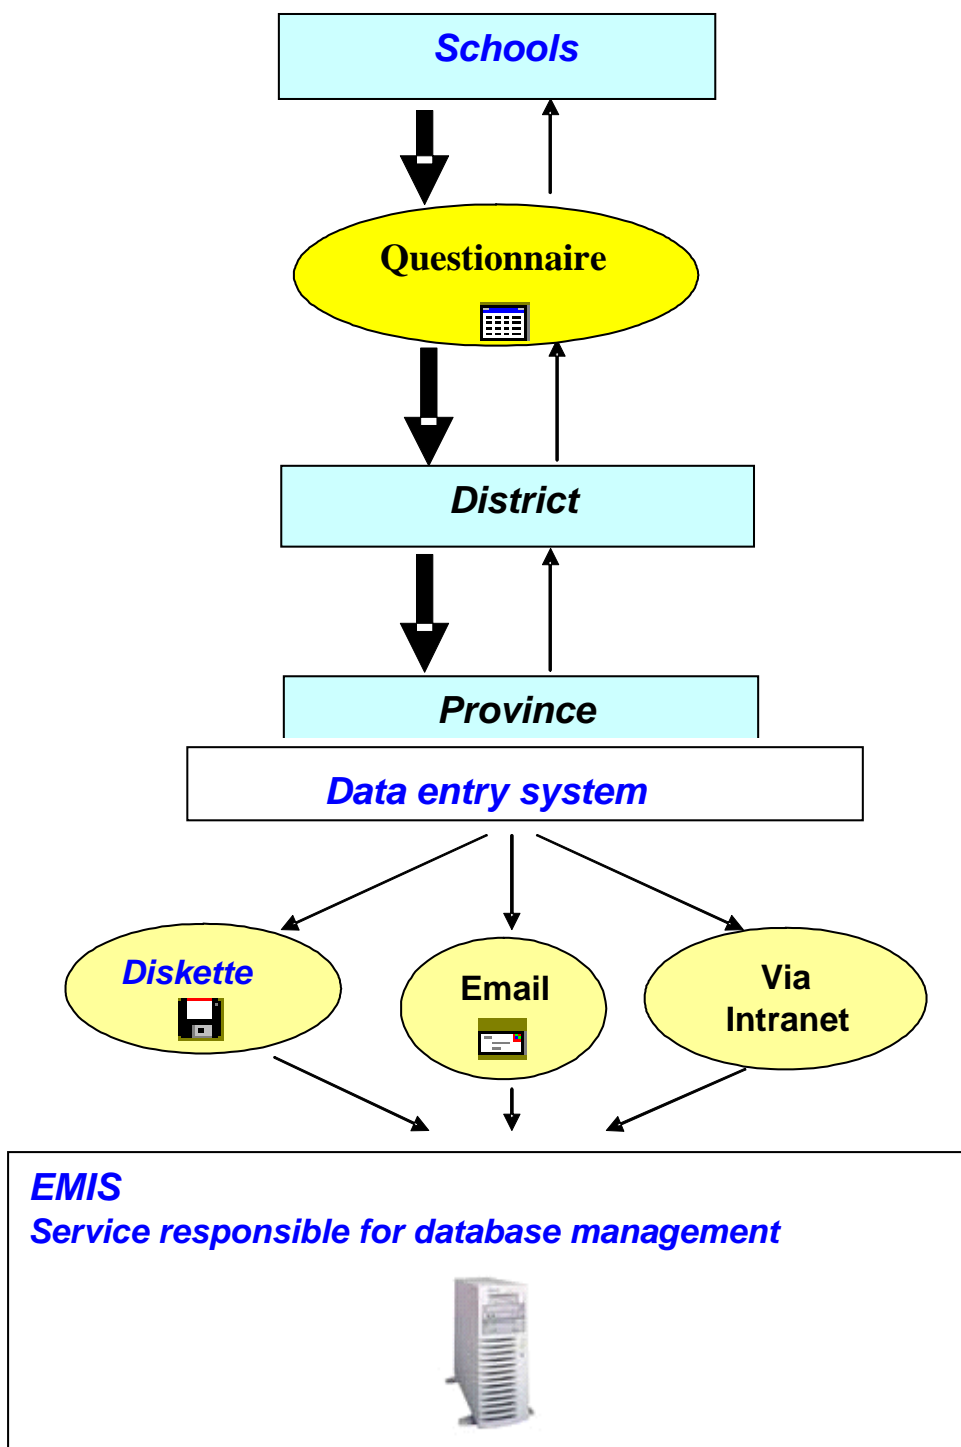 Schools
Questionnaire
District
Province
Data entry system
Diskette
Email
Via
Intranet
EMIS
Service responsible for database management